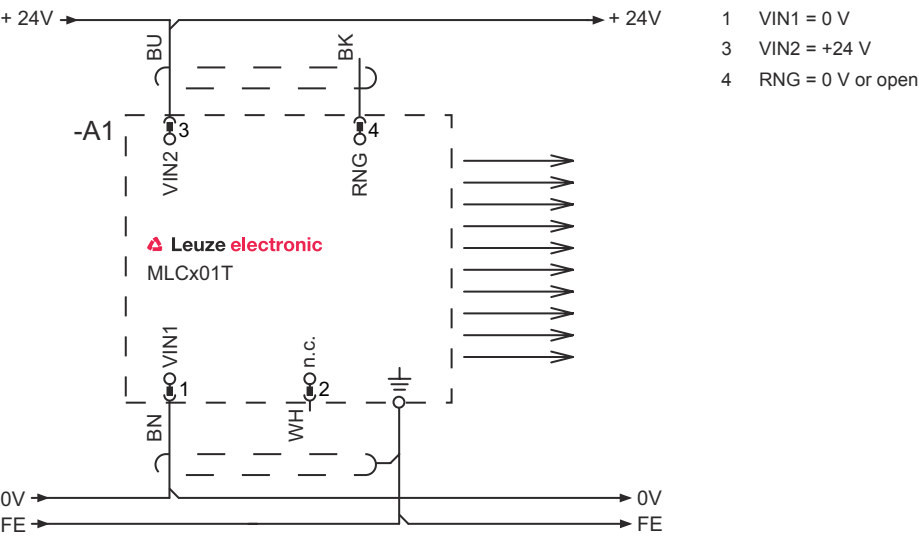 + 24V
+ 24V
1 VIN1 = 0 V
3 VIN2 = +24 V
4 RNG = 0 V or open
BU
BK
-A1
3
4
VIN2
RNG
Leuze electronic
MLCx01T
VIN1
n.c.
1
2
BN
WH
0V
0V
FE
FE